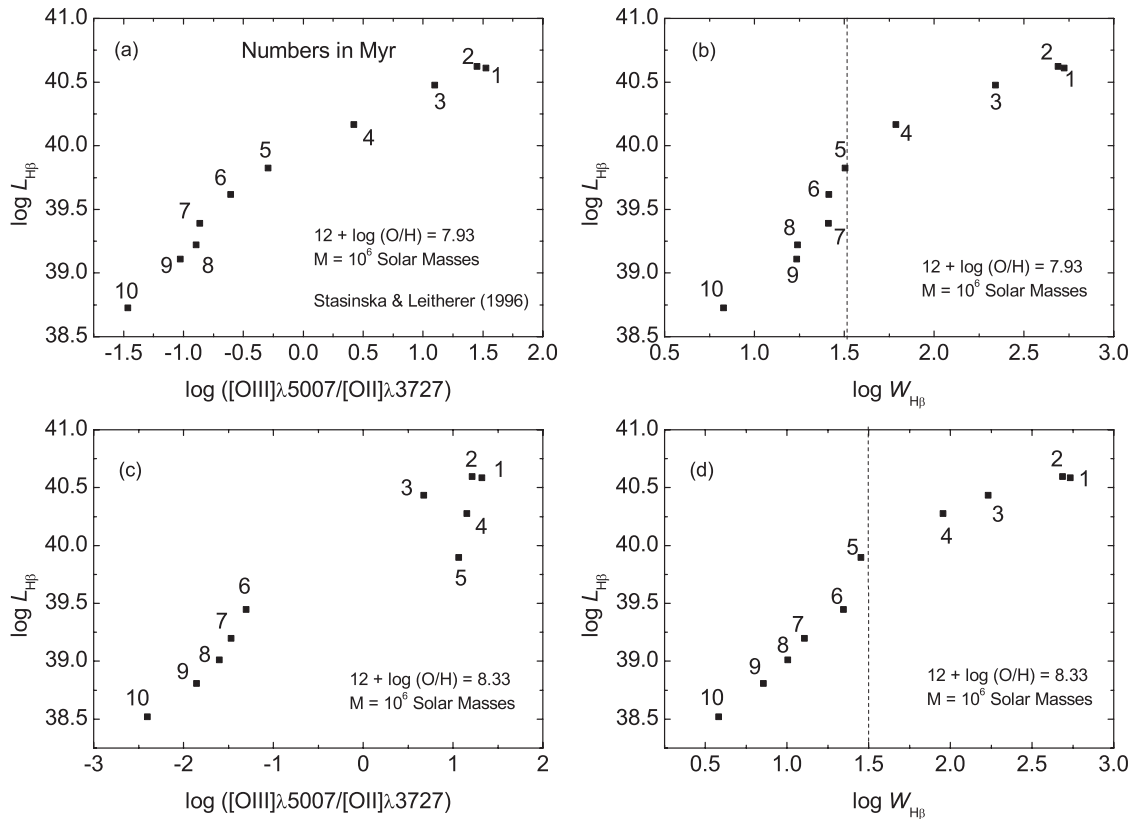 (a)
Numbers in Myr
41.0
40.5
40.0
39.5
39.0
38.5
log L_Hβ
2
1
3
4
5
6
7
8
9
10
12 + log (O/H) = 7.93
M = 10⁶ Solar Masses
Stasinska & Leitherer (1996)
-1.5 -1.0 -0.5 0.0 0.5 1.0 1.5 2.0
log ([OIII]λ5007/[OII]λ3727)
(b)
41.0
40.5
40.0
39.5
39.0
38.5
log L_Hβ
2
1
3
4
5
6
7
8
9
10
12 + log (O/H) = 7.93
M = 10⁶ Solar Masses
0.5 1.0 1.5 2.0 2.5 3.0
log W_Hβ
(c)
41.0
40.5
40.0
39.5
39.0
38.5
log L_Hβ
2
1
3
4
5
6
7
8
9
10
12 + log (O/H) = 8.33
M = 10⁶ Solar Masses
-3 -2 -1 0 1 2
log ([OIII]λ5007/[OII]λ3727)
(d)
41.0
40.5
40.0
39.5
39.0
38.5
log L_Hβ
2
1
3
4
5
6
7
8
9
10
12 + log (O/H) = 8.33
M = 10⁶ Solar Masses
0.5 1.0 1.5 2.0 2.5 3.0
log W_Hβ